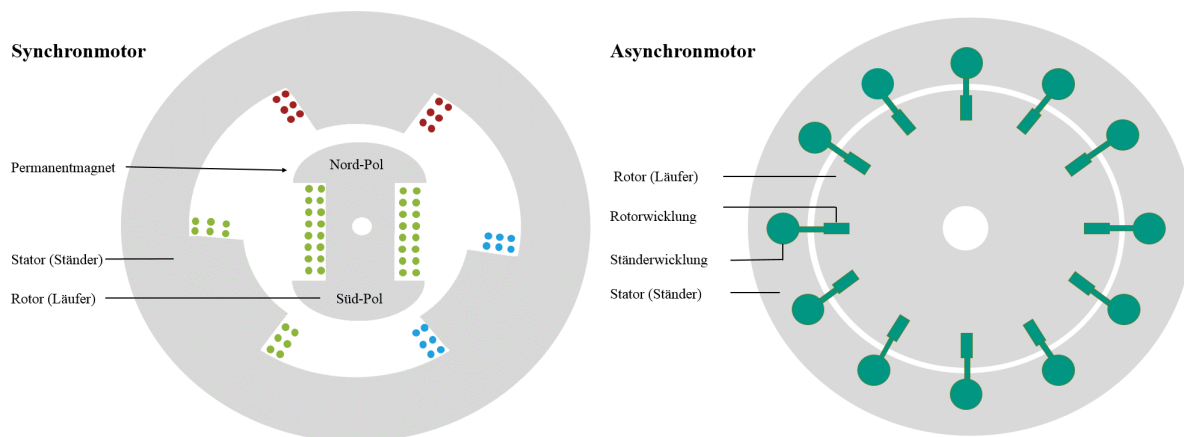 Synchronmotor
Permanentmagnet
Nord-Pol
Stator (Ständer)
Rotor (Läufer)
Süd-Pol
Asynchronmotor
Rotor (Läufer)
Rotorwicklung
Ständerwicklung
Stator (Ständer)